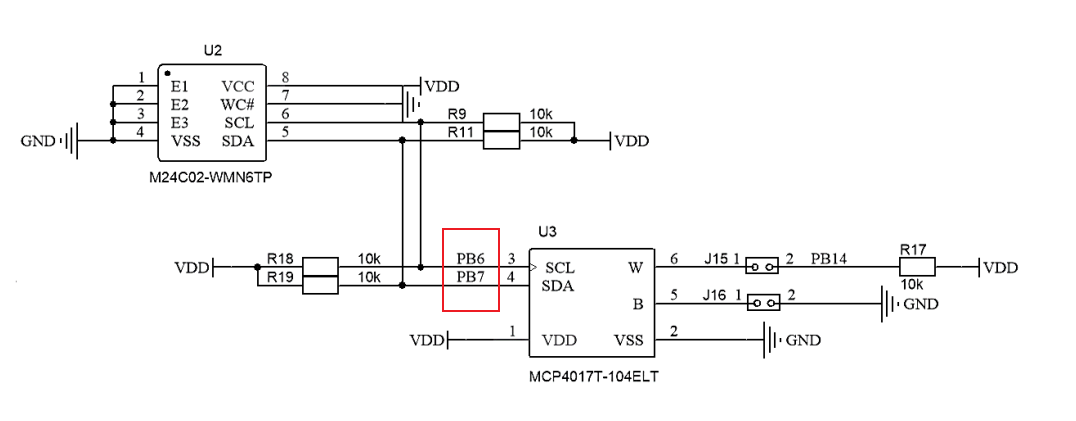 U2
1 E1 VCC 8 VDD
2 E2 WC# 7
3 E3 SCL 6 R9 10k
GND 4 VSS SDA 5 R11 10k VDD
M24C02-WMN6TP
U3
VDD R18 10k PB6 3 SCL W 6 J15 1 2 PB14 R17 10k VDD
R19 10k PB7 4 SDA
B 5 J16 1 2 GND
VDD 1 VDD VSS 2 GND
MCP4017T-104ELT